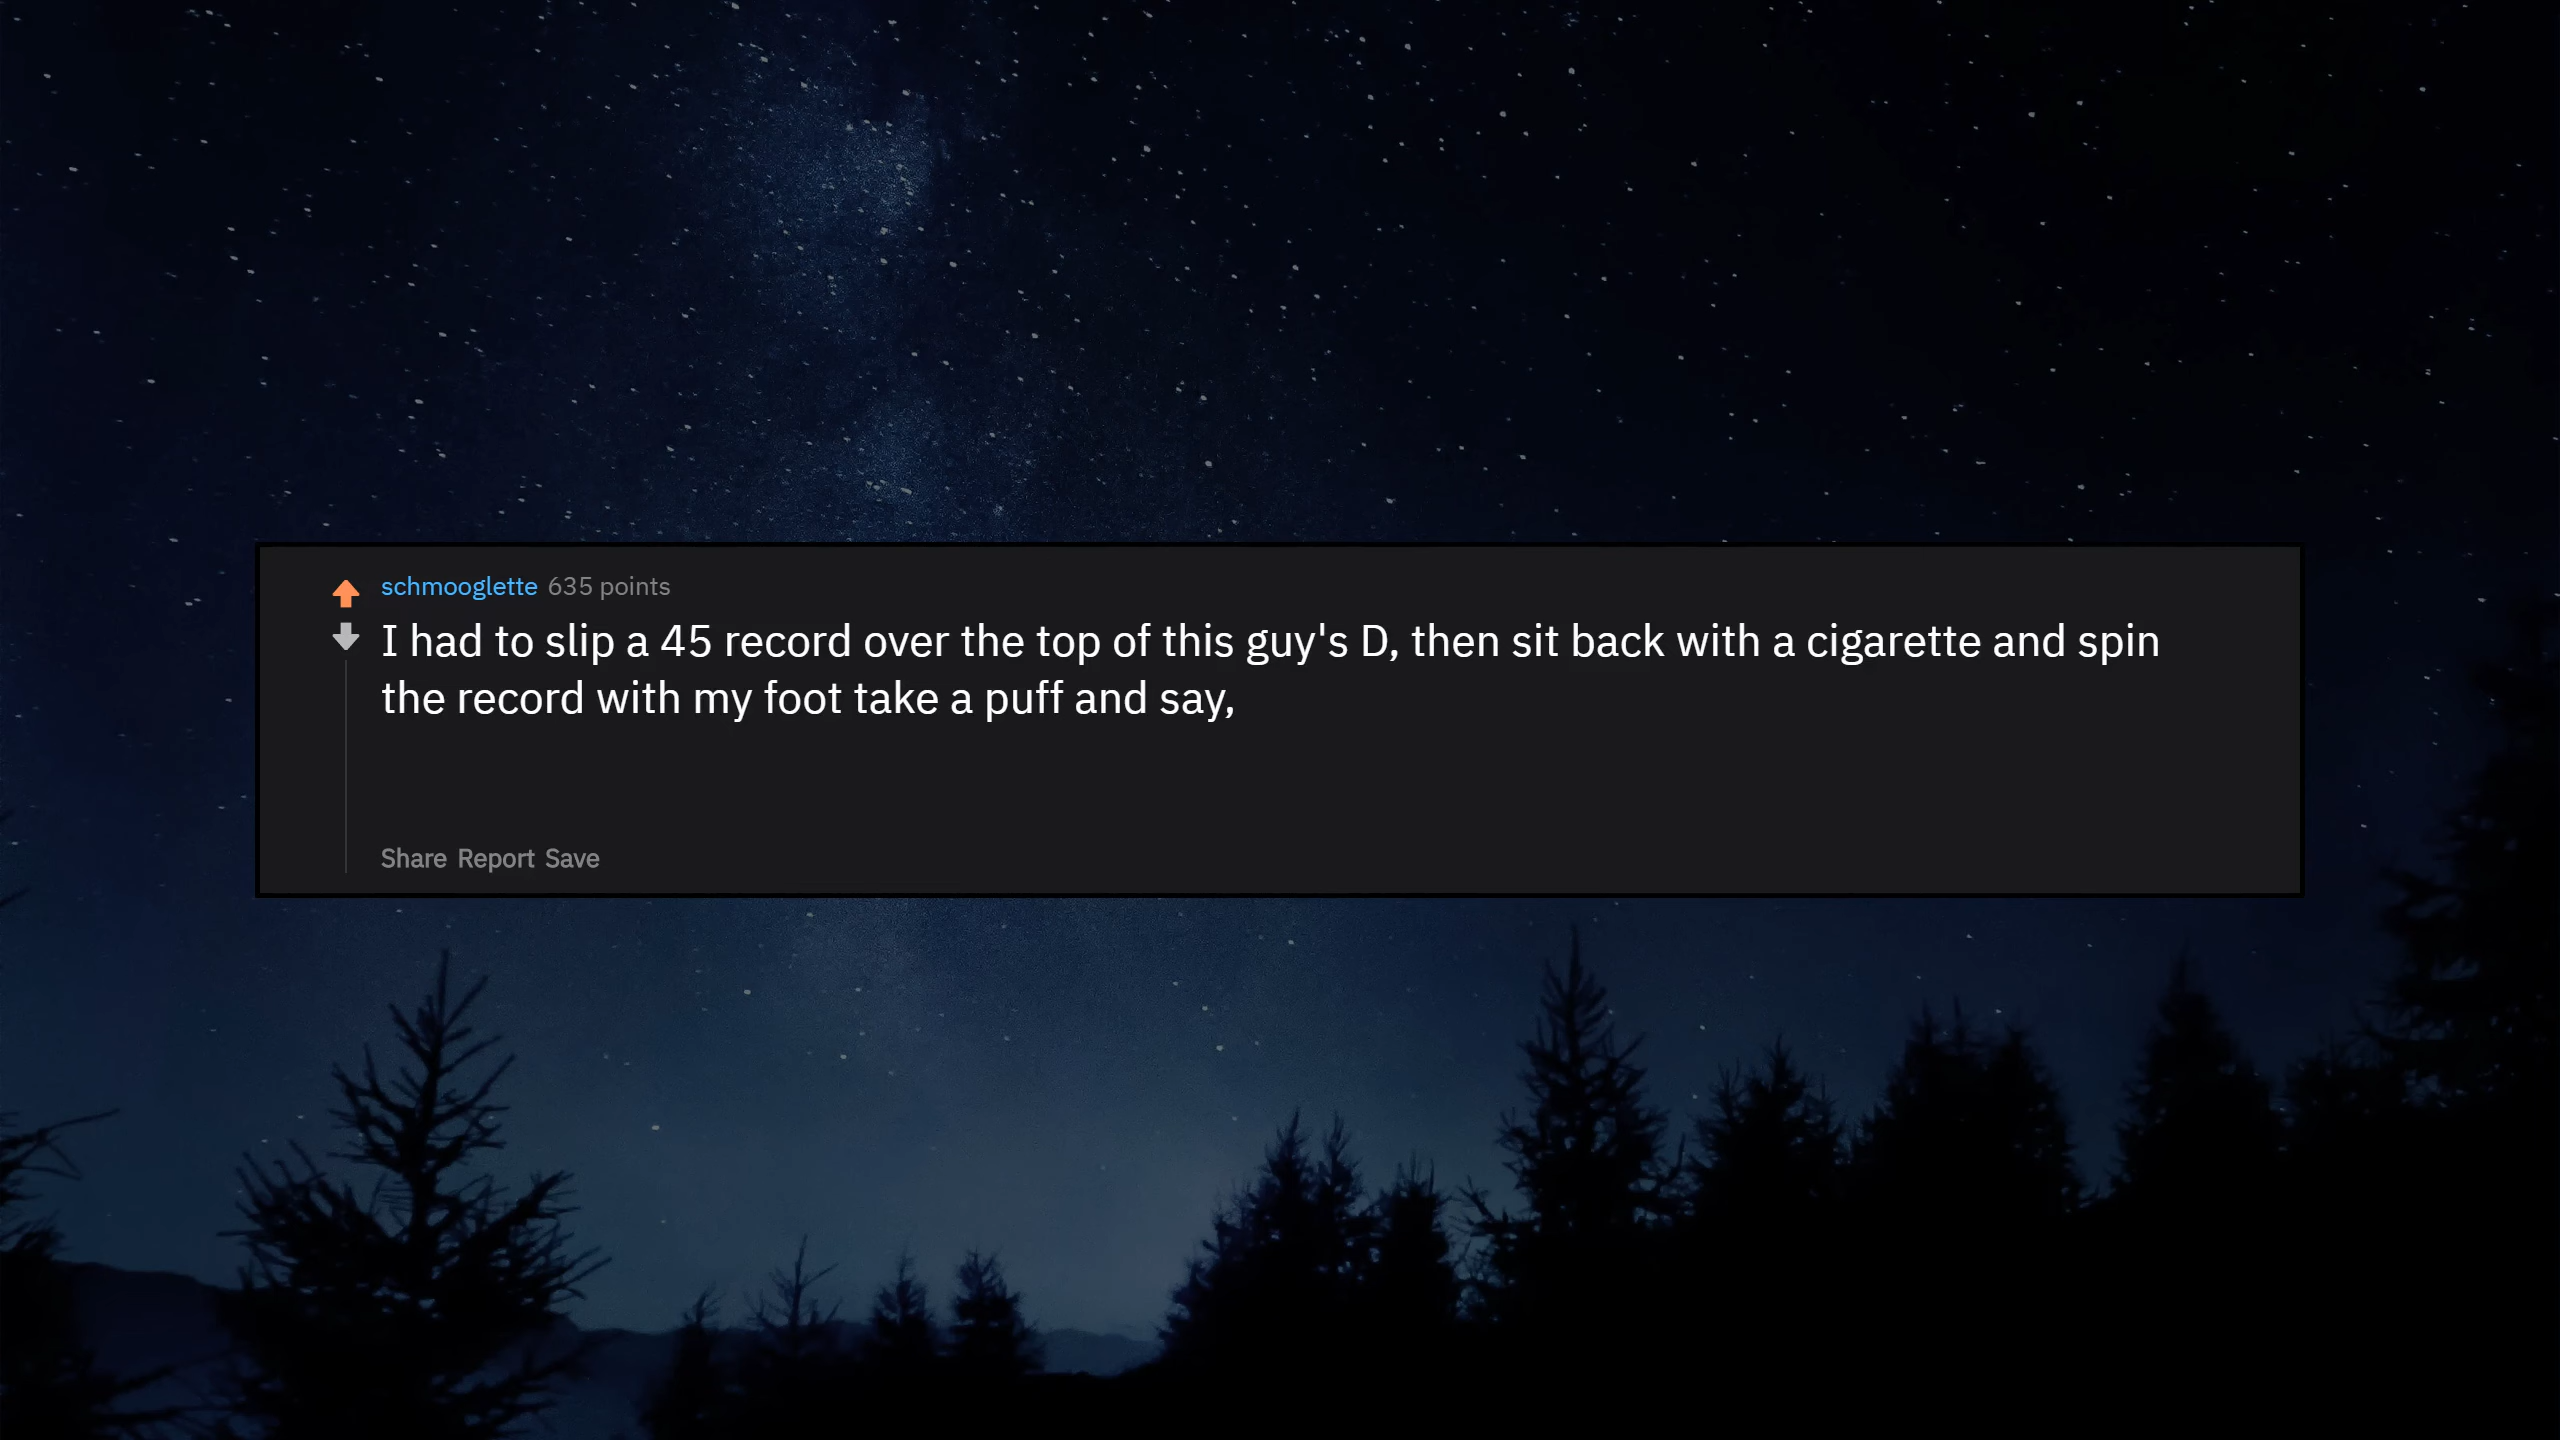 schmooglette 635 points
I had to slip a 45 record over the top of this guy's D, then sit back with a cigarette and spin
the record with my foot take a puff and say,
Share Report Save